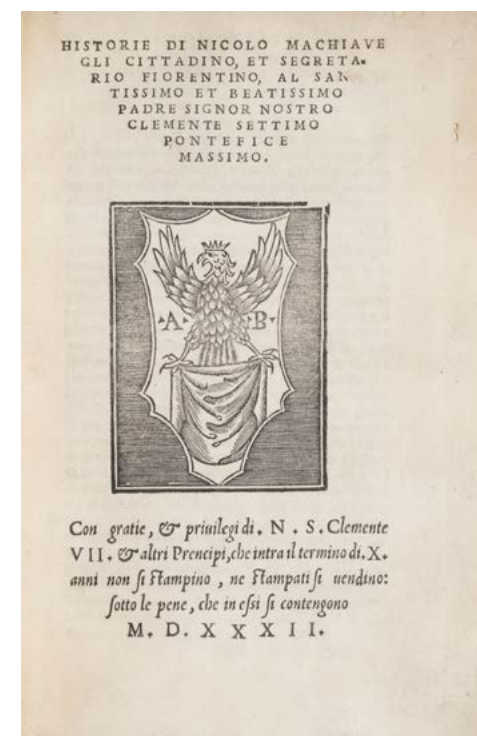 HISTORIE DI NICOLO MACHIAVE
GLI CITTADINO, ET SEGRETA.
RIO FIORENTINO, AL SAN
TISSIMO ET BEATISSIMO
PADRE SIGNOR NOSTRO
CLEMENTE SETTIMO
PONTEFICE
MASSIMO.
A B
Con gratie, & priuilegi di. N. S. Clemente
VII. & altri Prencipi, che intra il termino di. X.
anni non ſi ſtampino, ne ſtampati ſi uendino:
ſotto le pene, che in eſsi ſi contengono
M. D. XXXII.